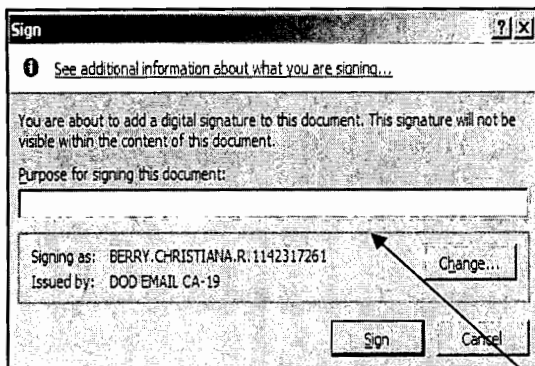 Sign ? X
See additional information about what you are signing...
You are about to add a digital signature to this document. This signature will not be
visible within the content of this document.
Purpose for signing this document:
Signing as: BERRY.CHRISTIANA.R.1142317261
Change...
Issued by: DOD EMAIL CA-19
Sign Cancel